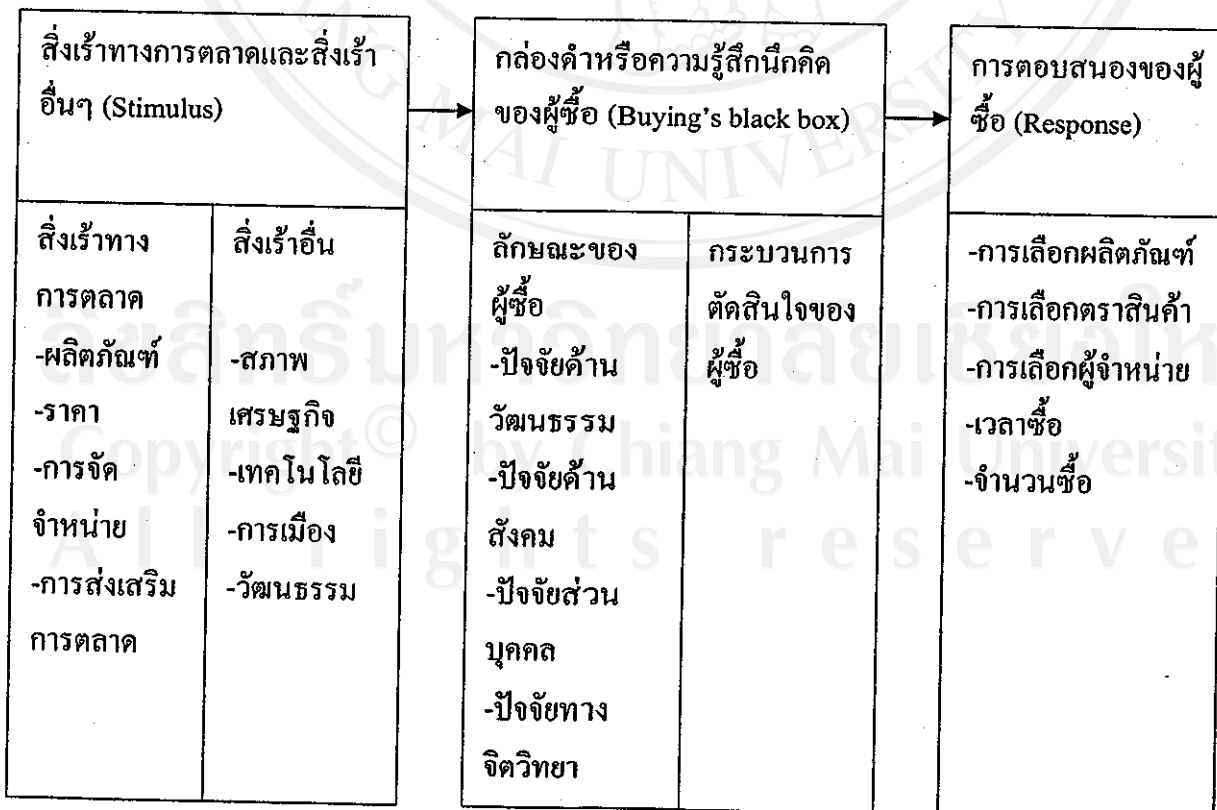 สิ่งเร้าทางการตลาดและสิ่งเร้า
อื่นๆ (Stimulus)
กล่องดำหรือความรู้สึกนึกคิด
ของผู้ซื้อ (Buying's black box)
การตอบสนองของผู้
ซื้อ (Response)
สิ่งเร้าทาง
การตลาด
-ผลิตภัณฑ์
-ราคา
-การจัด
จำหน่าย
-การส่งเสริม
การตลาด
สิ่งเร้าอื่น
-สภาพ
เศรษฐกิจ
-เทคโนโลยี
-การเมือง
-วัฒนธรรม
ลักษณะของ
ผู้ซื้อ
-ปัจจัยด้าน
วัฒนธรรม
-ปัจจัยด้าน
สังคม
-ปัจจัยส่วน
บุคคล
-ปัจจัยทาง
จิตวิทยา
กระบวนการ
ตัดสินใจของ
ผู้ซื้อ
-การเลือกผลิตภัณฑ์
-การเลือกตราสินค้า
-การเลือกผู้จำหน่าย
-เวลาซื้อ
-จำนวนซื้อ
G MAI UNIVERSIT
Copyright© by Chiang Mai Universit
All rights reserve